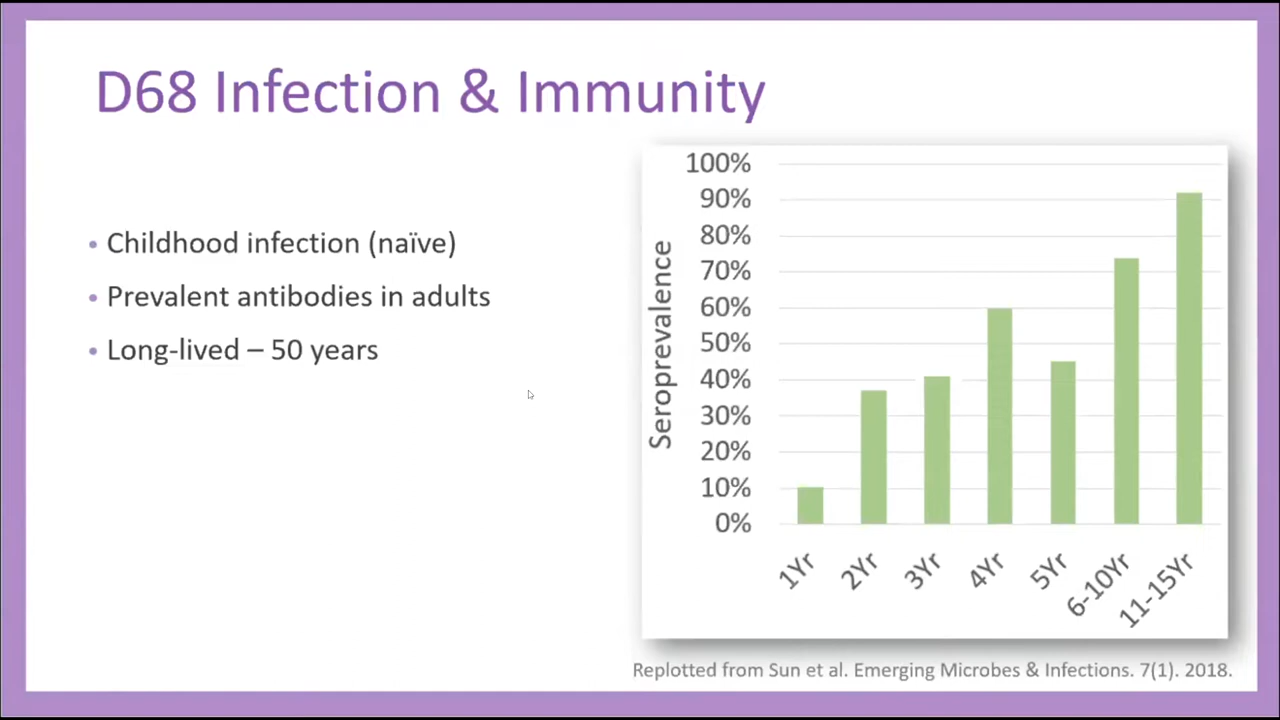 D68 Infection & Immunity
• Childhood infection (naïve)
• Prevalent antibodies in adults
• Long-lived – 50 years
Seroprevalence
100%
90%
80%
70%
60%
50%
40%
30%
20%
10%
0%
1Yr
2Yr
3Yr
4Yr
5Yr
6-10Yr
11-15Yr
Replotted from Sun et al. Emerging Microbes & Infections. 7(1). 2018.